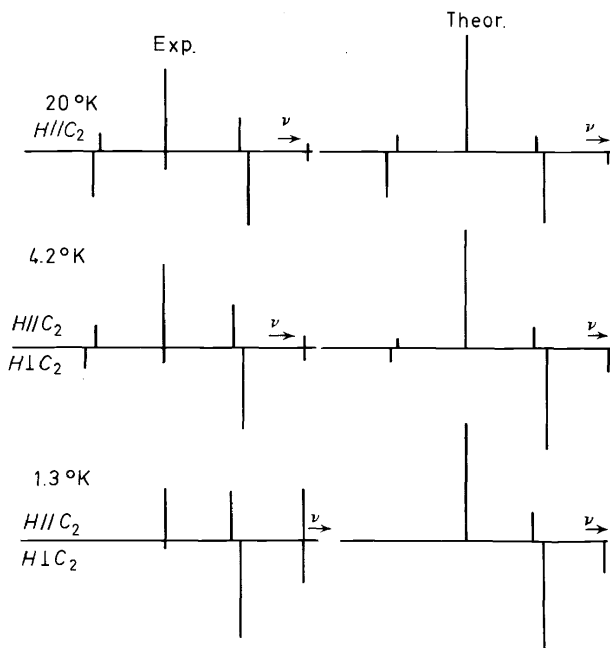 Exp.
Theor.
20 °K
H//C₂
ν
ν
4.2 °K
H//C₂
ν
ν
H⊥C₂
1.3 °K
H//C₂
ν
ν
H⊥C₂